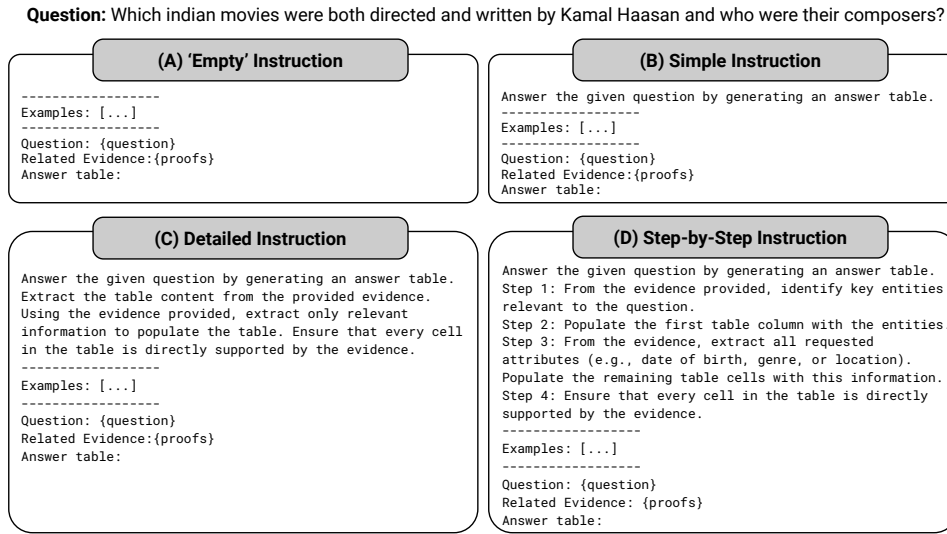 Question: Which indian movies were both directed and written by Kamal Haasan and who were their composers?
(A) ‘Empty’ Instruction
------------------
Examples: [...]
------------------
Question: {question}
Related Evidence:{proofs}
Answer table:
(B) Simple Instruction
Answer the given question by generating an answer table.
------------------
Examples: [...]
------------------
Question: {question}
Related Evidence:{proofs}
Answer table:
(C) Detailed Instruction
Answer the given question by generating an answer table.
Extract the table content from the provided evidence.
Using the evidence provided, extract only relevant
information to populate the table. Ensure that every cell
in the table is directly supported by the evidence.
------------------
Examples: [...]
------------------
Question: {question}
Related Evidence:{proofs}
Answer table:
(D) Step-by-Step Instruction
Answer the given question by generating an answer table.
Step 1: From the evidence provided, identify key entities
relevant to the question.
Step 2: Populate the first table column with the entities.
Step 3: From the evidence, extract all requested
attributes (e.g., date of birth, genre, or location).
Populate the remaining table cells with this information.
Step 4: Ensure that every cell in the table is directly
supported by the evidence.
------------------
Examples: [...]
------------------
Question: {question}
Related Evidence: {proofs}
Answer table: